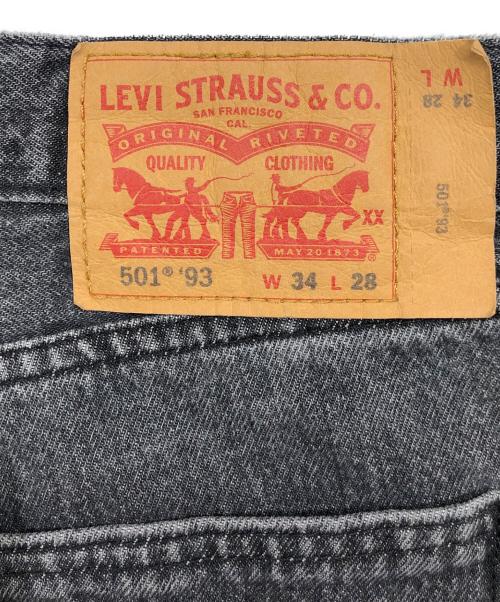 LEVI STRAUSS & CO.
SAN FRANCISCO
CAL.
ORIGINAL RIVETED
QUALITY CLOTHING
XX
PATENTED MAY 20 1873 ®
501® '93 W 34 L 28
W L
34 28
501® '93